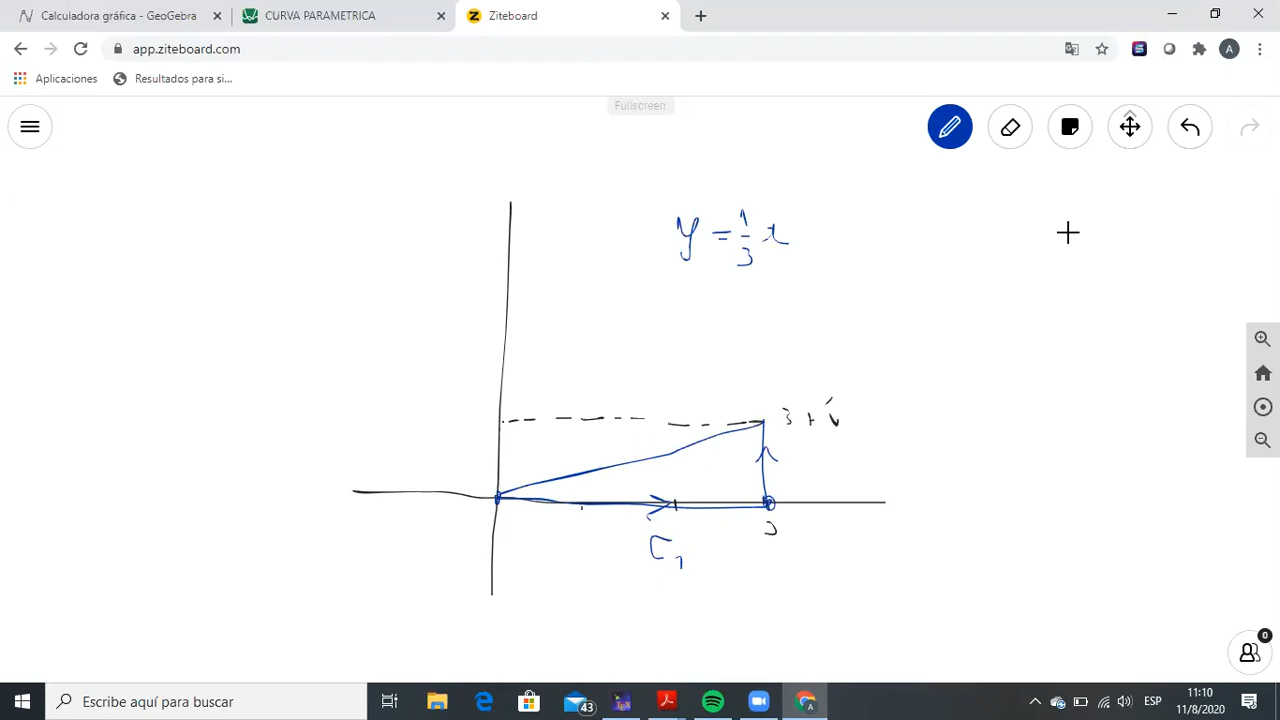 Calculadora gráfica - GeoGebra
CURVA PARAMETRICA
Ziteboard
app.ziteboard.com
Aplicaciones
Resultados para si...
Fullscreen
A
S
y = 1/3 x
3 + i
3
C1
0
Escribe aquí para buscar
43
ESP
11:10
11/8/2020